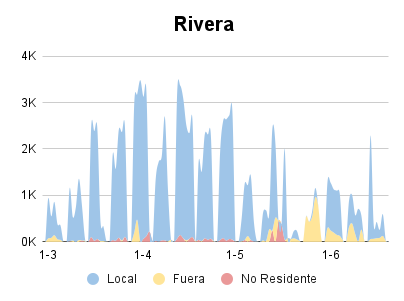 Rivera
4K
3K
2K
1K
0K
1-3 1-4 1-5 1-6
Local Fuera No Residente